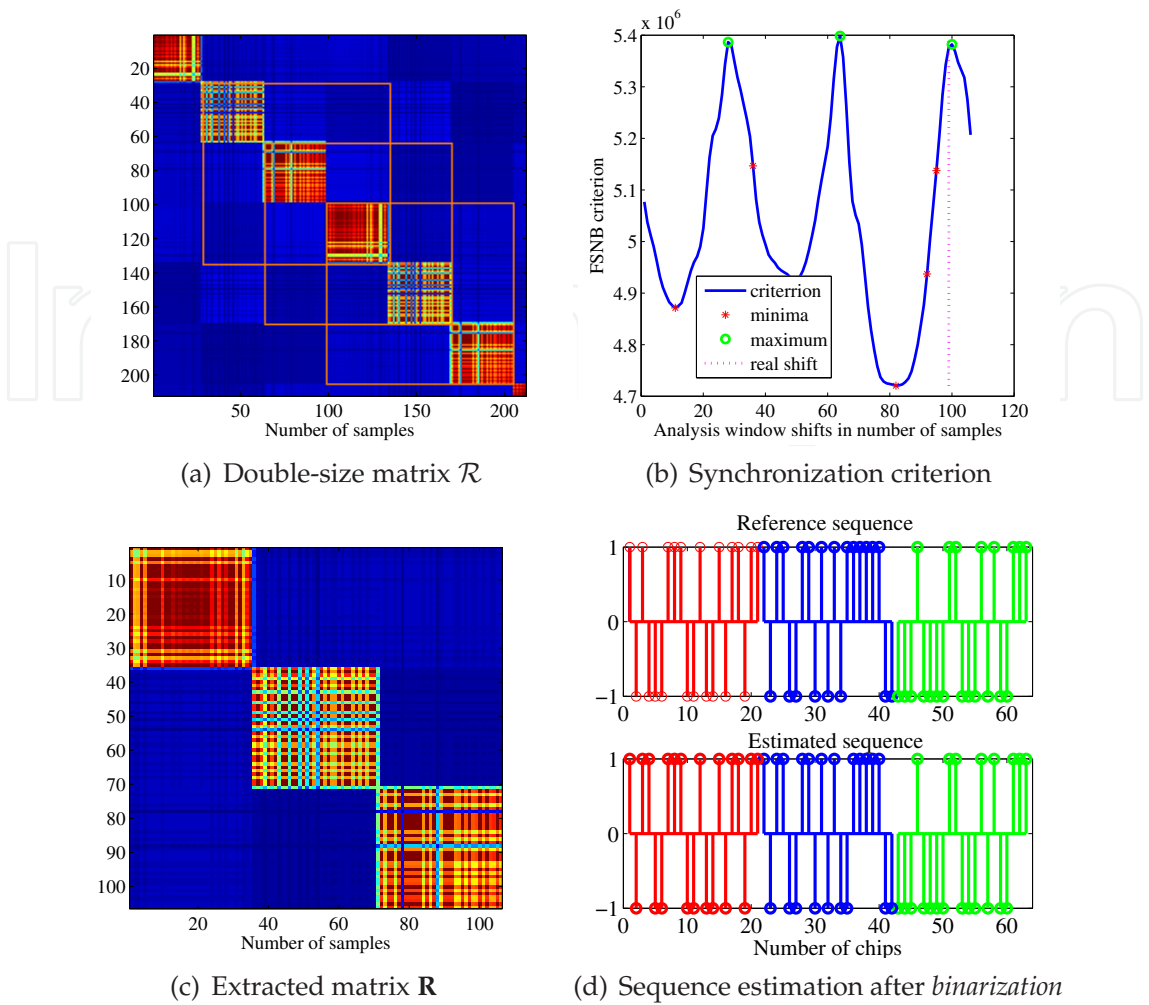 x 10⁶
20
40
60
80
100
120
140
160
180
200
50 100 150 200
Number of samples
5.4
5.3
5.2
5.1
5
4.9
4.8
4.7
FSNB criterion
criterrion
minima
maximum
real shift
0 20 40 60 80 100 120
Analysis window shifts in number of samples
(a) Double-size matrix ℛ
(b) Synchronization criterion
10
20
30
40
50
60
70
80
90
100
20 40 60 80 100
Number of samples
Reference sequence
1
0
−1
0 10 20 30 40 50 60
Estimated sequence
1
0
−1
0 10 20 30 40 50 60
Number of chips
(c) Extracted matrix R
(d) Sequence estimation after binarization